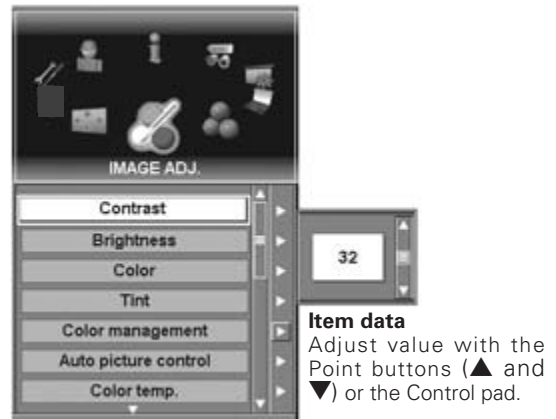 IMAGE ADJ.
Contrast
Brightness
Color
Tint
Color management
Auto picture control
Color temp.
32
Item data
Adjust value with the
Point buttons (▲ and
▼) or the Control pad.